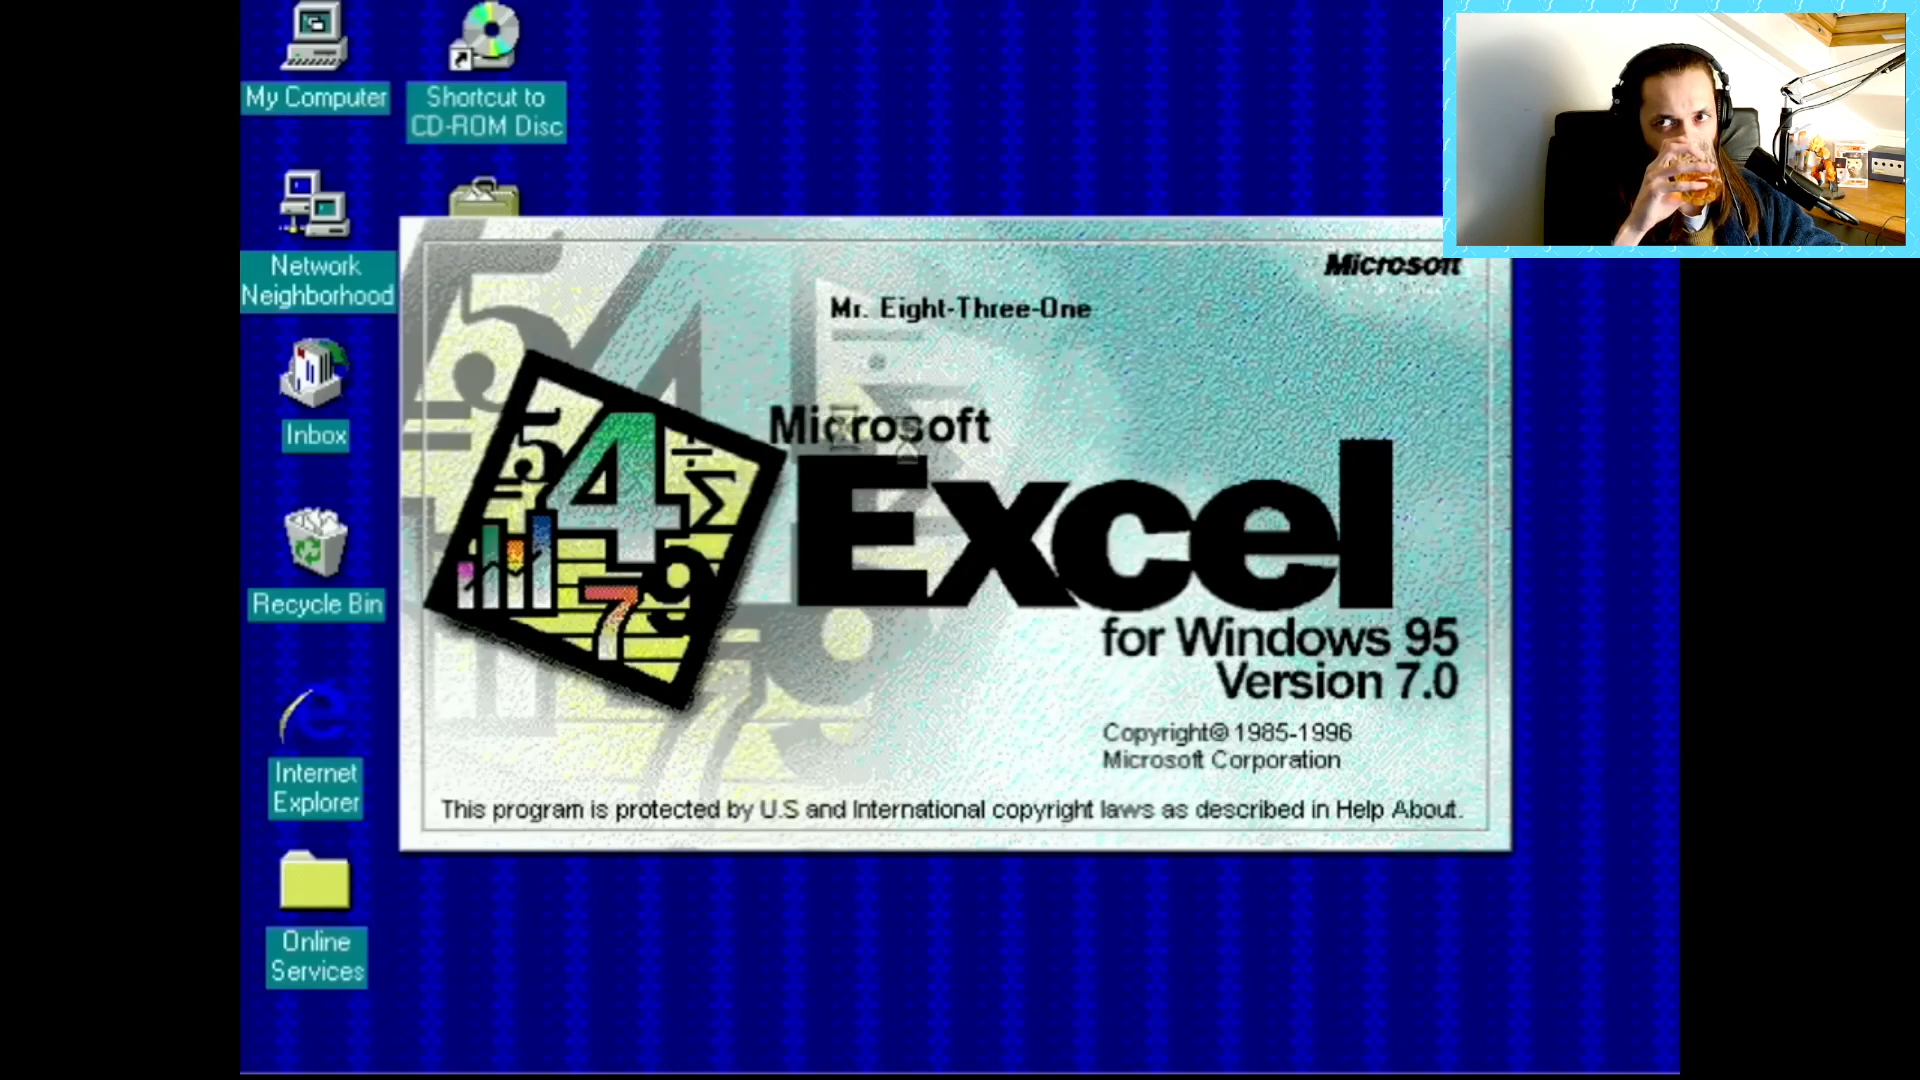 My Computer
Shortcut to
CD-ROM Disc
Network
Neighborhood
Inbox
Recycle Bin
Internet
Explorer
Online
Services
Microsoft
Mr. Eight-Three-One
Microsoft
Excel
for Windows 95
Version 7.0
Copyright© 1985-1996
Microsoft Corporation
This program is protected by U.S and International copyright laws as described in Help About.